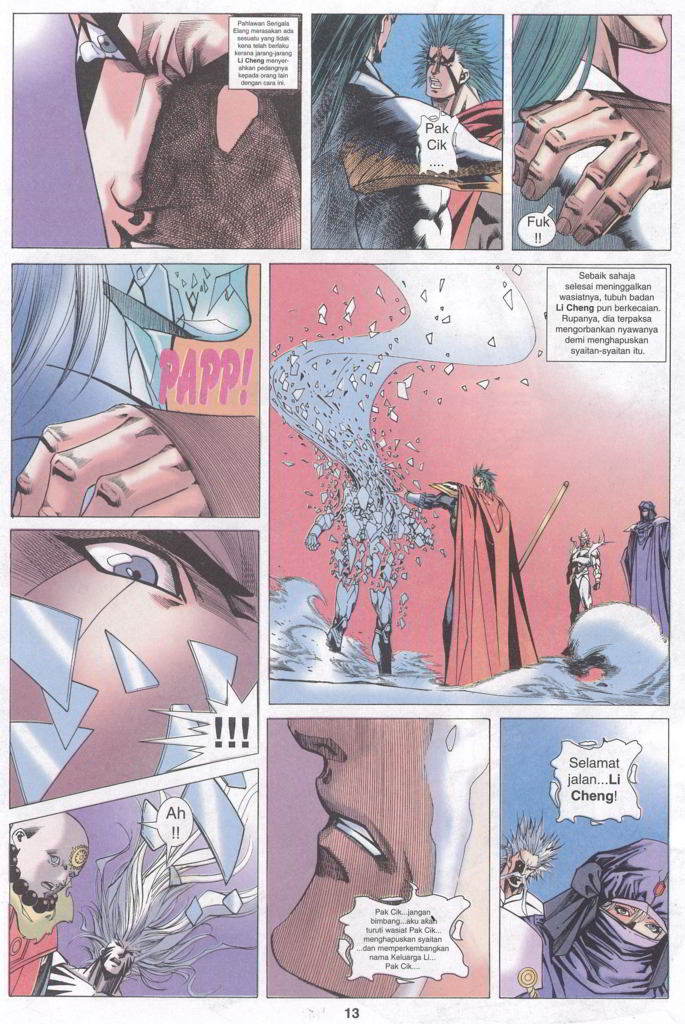 Pahlawan Serigala
Elang merasakan ada
sesuatu yang tidak
kena telah berlaku
kerana jarang-jarang
Li Cheng menyer-
ahkan pedangnya
kepada orang lain
dengan cara ini.
Pak
Cik
....
Fuk
!!
PAPP!
Sebaik sahaja
selesai meninggalkan
wasiatnya, tubuh badan
Li Cheng pun berkecaian.
Rupanya, dia terpaksa
mengorbankan nyawanya
demi menghapuskan
syaitan-syaitan itu.
!!!
Ah
!!
Pak Cik...jangan
bimbang...aku akan
turuti wasiat Pak Cik...
menghapuskan syaitan
...dan memperkembangkan
nama Keluarga Li...
Pak Cik....
Selamat
jalan...Li
Cheng!
13